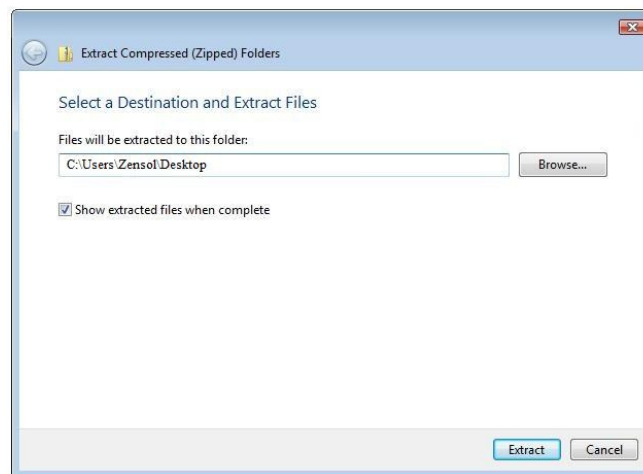 Extract Compressed (Zipped) Folders
Select a Destination and Extract Files
Files will be extracted to this folder:
C:\Users\Zensol\Desktop
Browse...
Show extracted files when complete
Extract Cancel